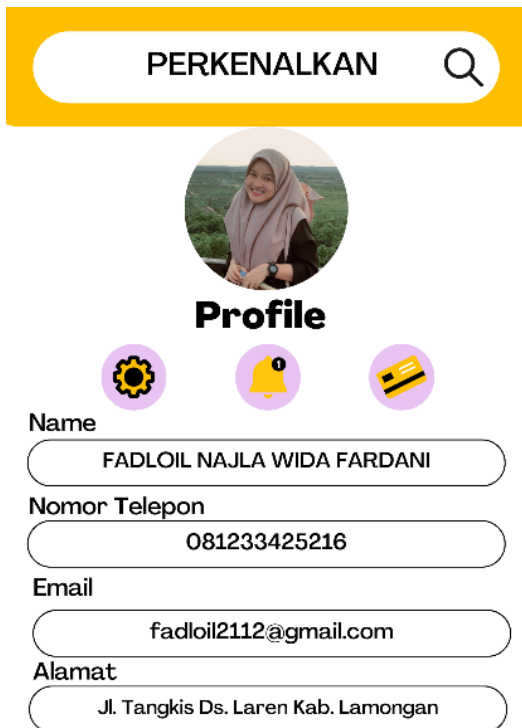 PERKENALKAN
Profile
1
Name
FADLOIL NAJLA WIDA FARDANI
Nomor Telepon
081233425216
Email
fadloil2112@gmail.com
Alamat
Jl. Tangkis Ds. Laren Kab. Lamongan